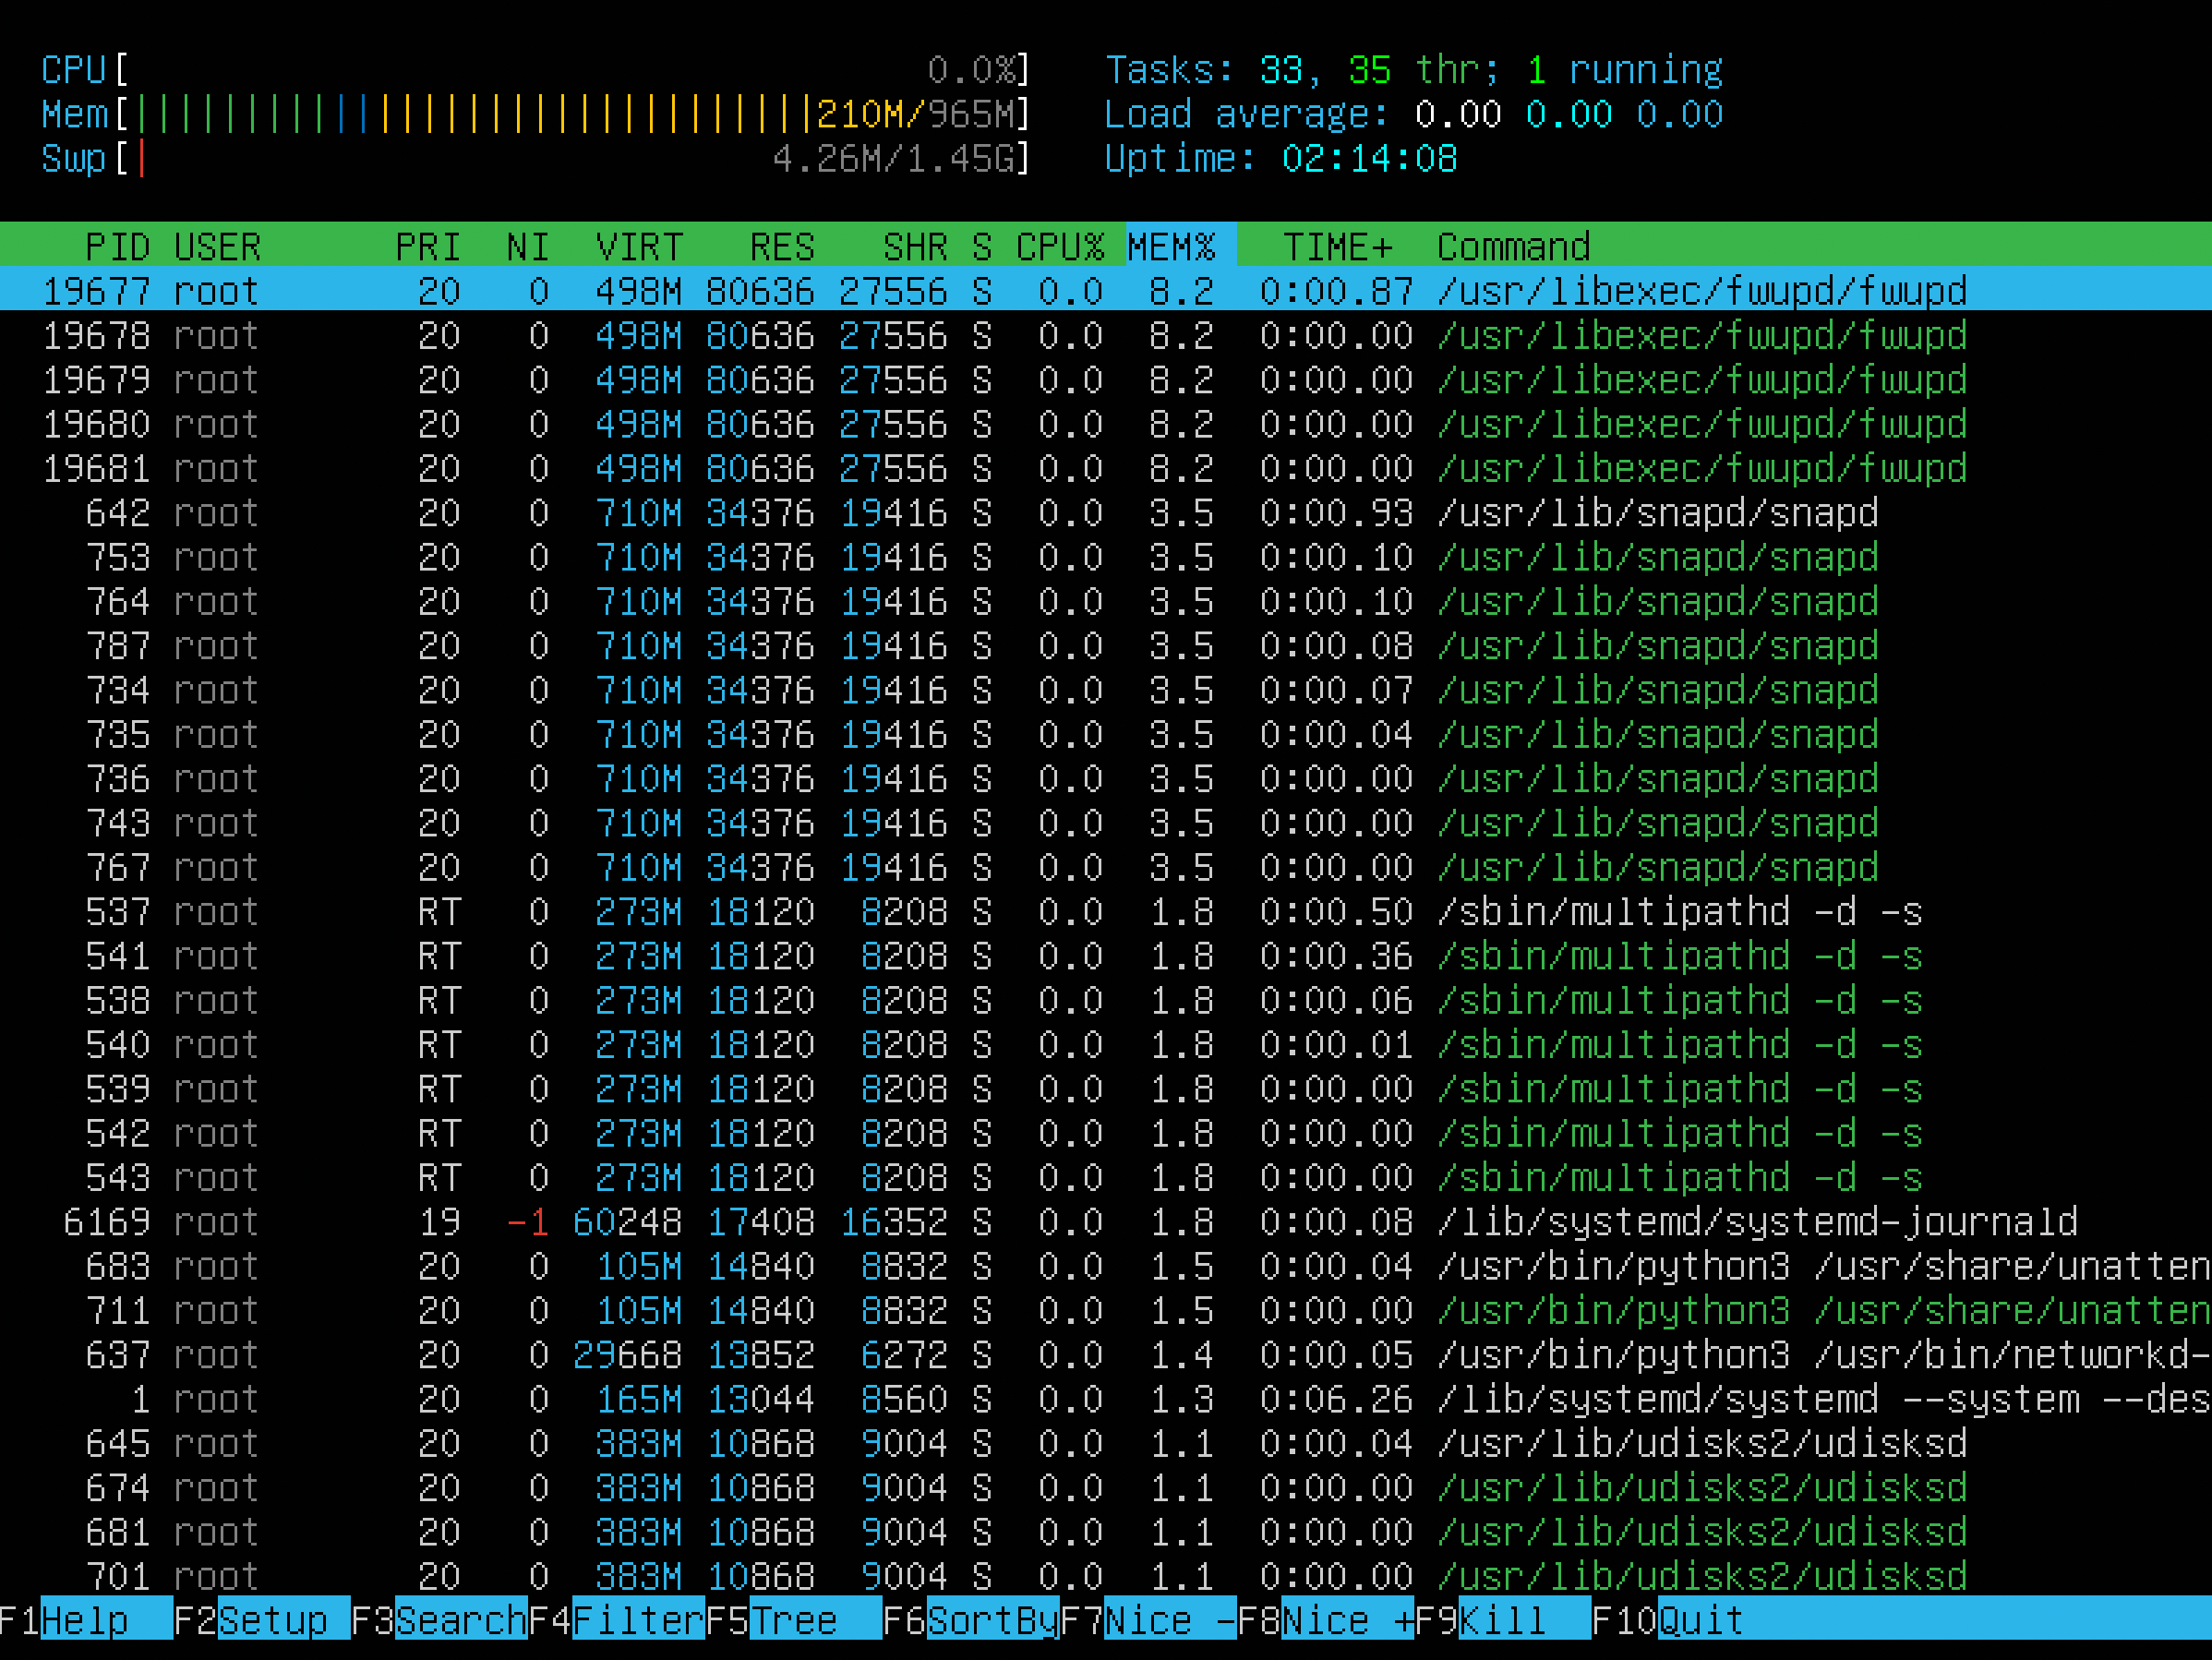 CPU[ 0.0%] Tasks: 33, 35 thr; 1 running
Mem[||||||||||||||||||||||||||||||||210M/965M] Load average: 0.00 0.00 0.00
Swp[| 4.26M/1.45G] Uptime: 02:14:08
PID USER PRI NI VIRT RES SHR S CPU% MEM% TIME+ Command
19677 root 20 0 498M 80636 27556 S 0.0 8.2 0:00.87 /usr/libexec/fwupd/fwupd
19678 root 20 0 498M 80636 27556 S 0.0 8.2 0:00.00 /usr/libexec/fwupd/fwupd
19679 root 20 0 498M 80636 27556 S 0.0 8.2 0:00.00 /usr/libexec/fwupd/fwupd
19680 root 20 0 498M 80636 27556 S 0.0 8.2 0:00.00 /usr/libexec/fwupd/fwupd
19681 root 20 0 498M 80636 27556 S 0.0 8.2 0:00.00 /usr/libexec/fwupd/fwupd
642 root 20 0 710M 34376 19416 S 0.0 3.5 0:00.93 /usr/lib/snapd/snapd
753 root 20 0 710M 34376 19416 S 0.0 3.5 0:00.10 /usr/lib/snapd/snapd
764 root 20 0 710M 34376 19416 S 0.0 3.5 0:00.10 /usr/lib/snapd/snapd
787 root 20 0 710M 34376 19416 S 0.0 3.5 0:00.08 /usr/lib/snapd/snapd
734 root 20 0 710M 34376 19416 S 0.0 3.5 0:00.07 /usr/lib/snapd/snapd
735 root 20 0 710M 34376 19416 S 0.0 3.5 0:00.04 /usr/lib/snapd/snapd
736 root 20 0 710M 34376 19416 S 0.0 3.5 0:00.00 /usr/lib/snapd/snapd
743 root 20 0 710M 34376 19416 S 0.0 3.5 0:00.00 /usr/lib/snapd/snapd
767 root 20 0 710M 34376 19416 S 0.0 3.5 0:00.00 /usr/lib/snapd/snapd
537 root RT 0 273M 18120 8208 S 0.0 1.8 0:00.50 /sbin/multipathd -d -s
541 root RT 0 273M 18120 8208 S 0.0 1.8 0:00.36 /sbin/multipathd -d -s
538 root RT 0 273M 18120 8208 S 0.0 1.8 0:00.06 /sbin/multipathd -d -s
540 root RT 0 273M 18120 8208 S 0.0 1.8 0:00.01 /sbin/multipathd -d -s
539 root RT 0 273M 18120 8208 S 0.0 1.8 0:00.00 /sbin/multipathd -d -s
542 root RT 0 273M 18120 8208 S 0.0 1.8 0:00.00 /sbin/multipathd -d -s
543 root RT 0 273M 18120 8208 S 0.0 1.8 0:00.00 /sbin/multipathd -d -s
6169 root 19 -1 60248 17408 16352 S 0.0 1.8 0:00.08 /lib/systemd/systemd-journald
683 root 20 0 105M 14840 8832 S 0.0 1.5 0:00.04 /usr/bin/python3 /usr/share/unatten
711 root 20 0 105M 14840 8832 S 0.0 1.5 0:00.00 /usr/bin/python3 /usr/share/unatten
637 root 20 0 29668 13852 6272 S 0.0 1.4 0:00.05 /usr/bin/python3 /usr/bin/networkd-
1 root 20 0 165M 13044 8560 S 0.0 1.3 0:06.26 /lib/systemd/systemd --system --des
645 root 20 0 383M 10868 9004 S 0.0 1.1 0:00.04 /usr/lib/udisks2/udisksd
674 root 20 0 383M 10868 9004 S 0.0 1.1 0:00.00 /usr/lib/udisks2/udisksd
681 root 20 0 383M 10868 9004 S 0.0 1.1 0:00.00 /usr/lib/udisks2/udisksd
701 root 20 0 383M 10868 9004 S 0.0 1.1 0:00.00 /usr/lib/udisks2/udisksd
F1Help F2Setup F3SearchF4FilterF5Tree F6SortByF7Nice -F8Nice +F9Kill F10Quit